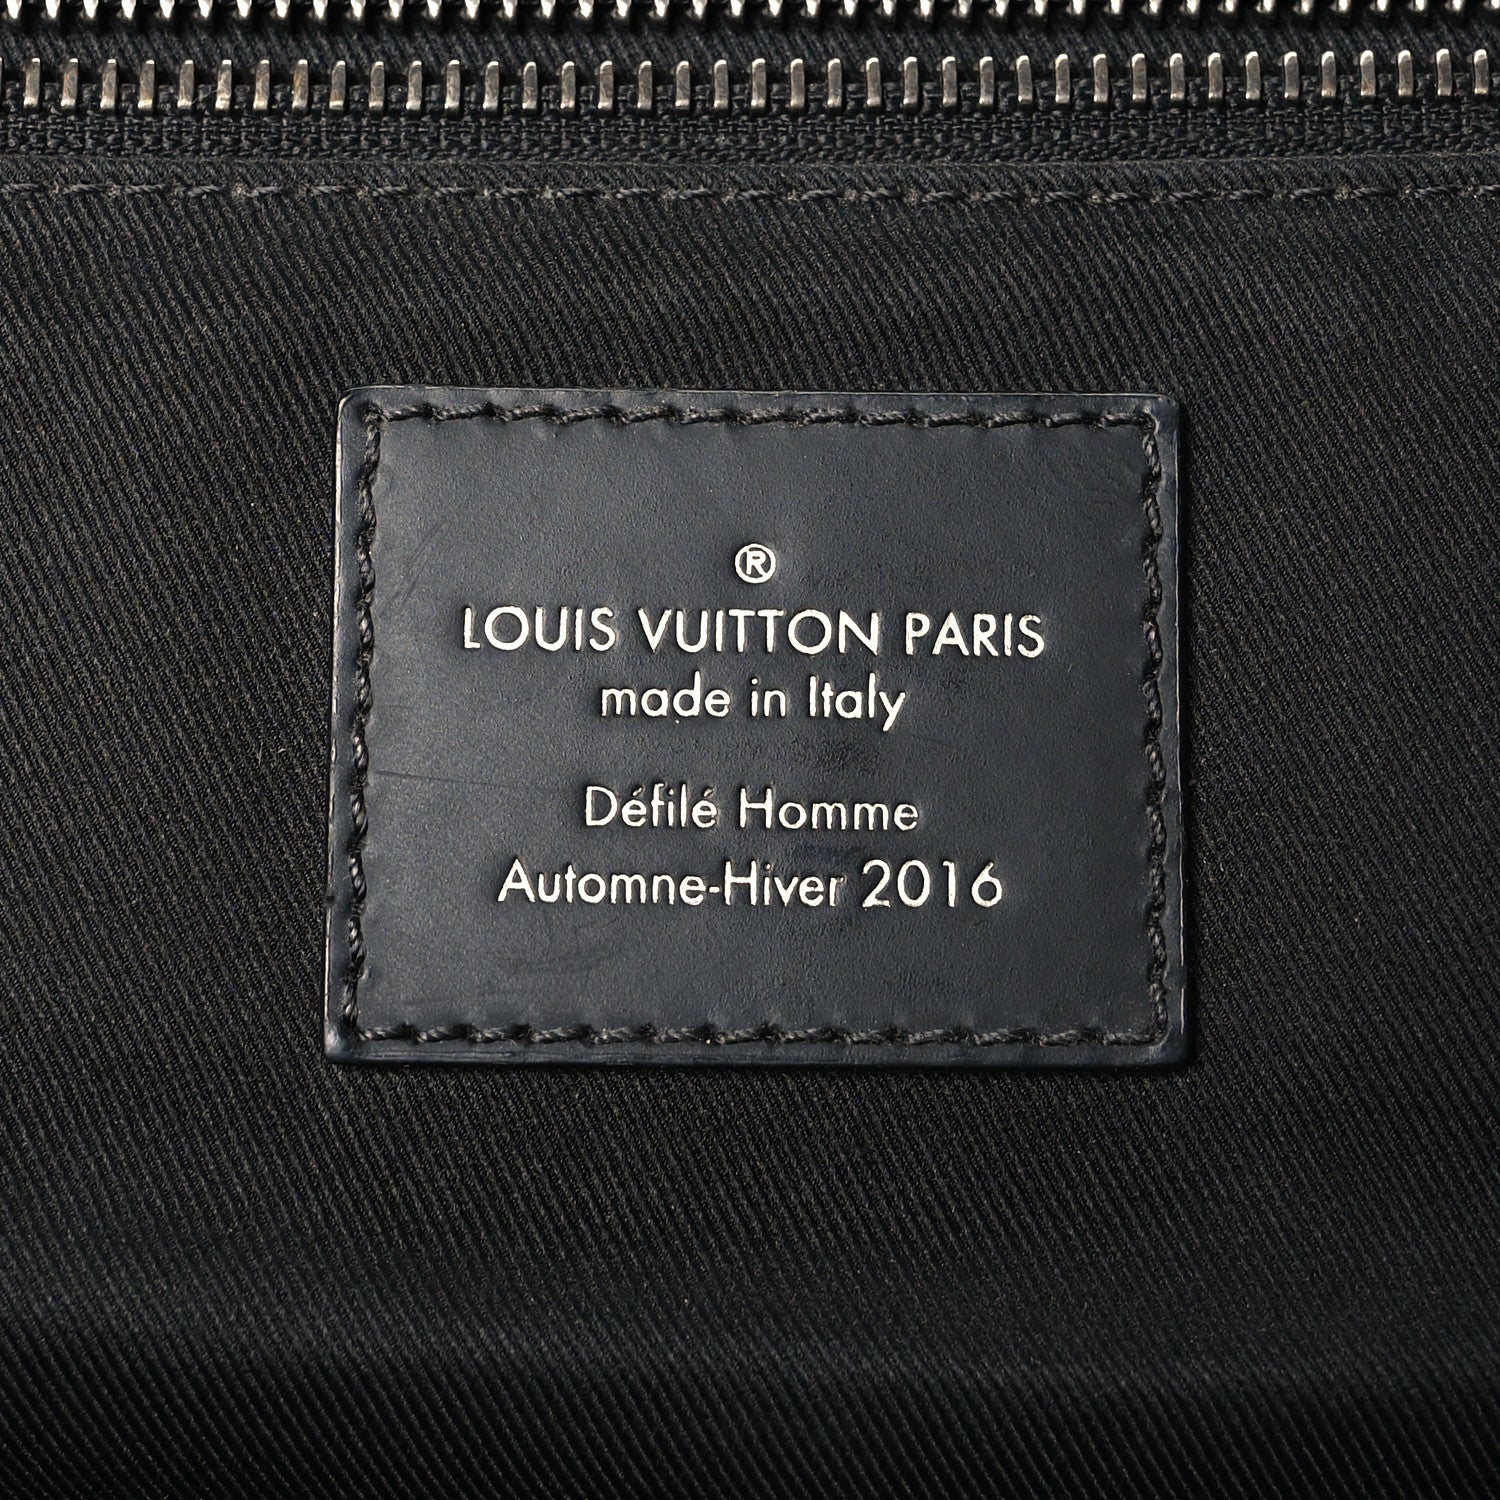 ®
LOUIS VUITTON PARIS
made in Italy
Défilé Homme
Automne-Hiver 2016